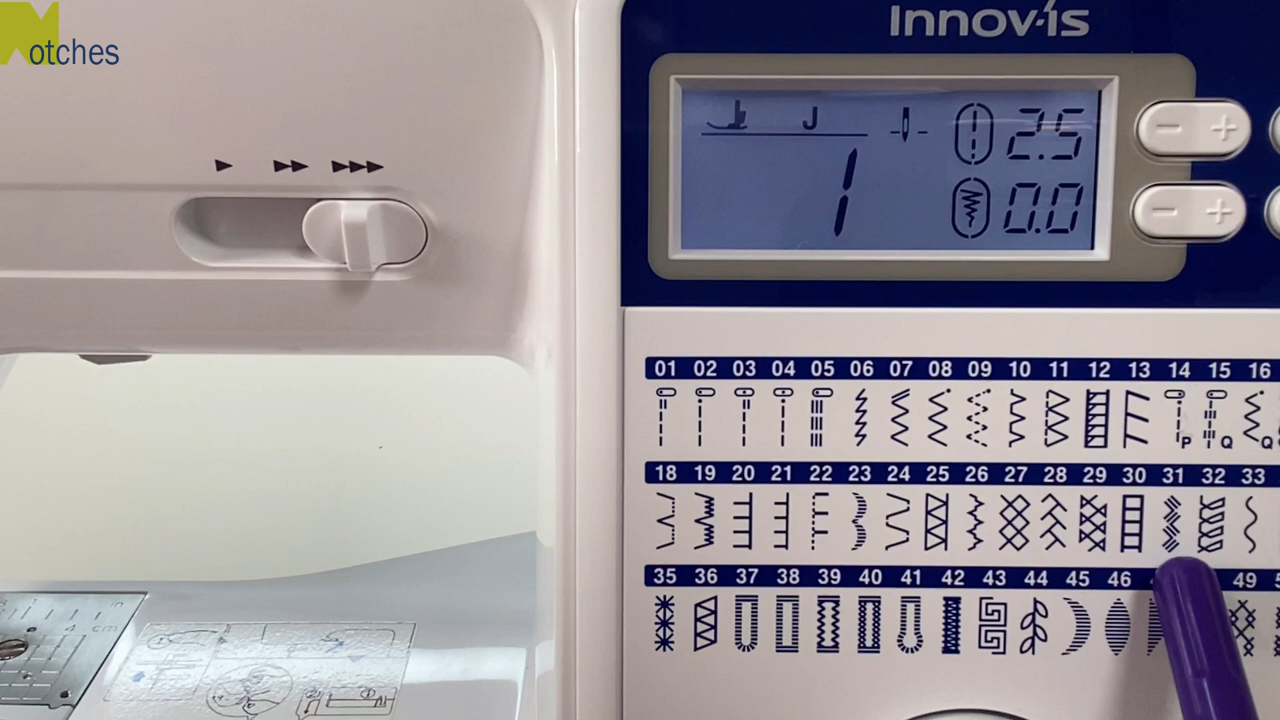 Notches
INNOV-ÍS
J
2.5
1
0.0
01 02 03 04 05 06 07 08 09 10 11 12 13 14 15 16
P Q Q
18 19 20 21 22 23 24 25 26 27 28 29 30 31 32 33
35 36 37 38 39 40 41 42 43 44 45 46 49
cm